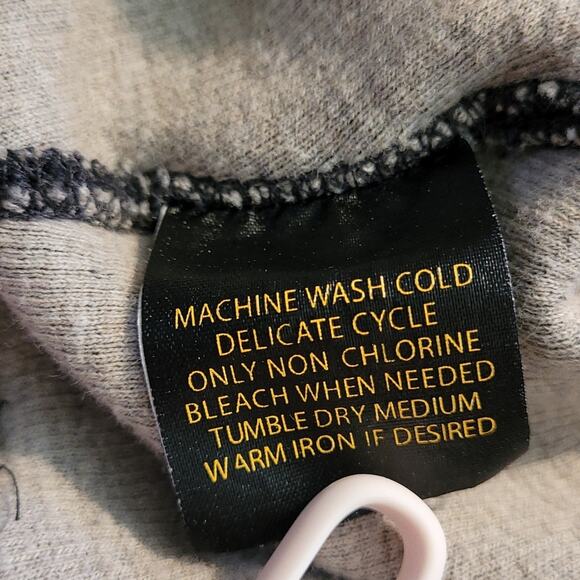 MACHINE WASH COLD
DELICATE CYCLE
ONLY NON CHLORINE
BLEACH WHEN NEEDED
TUMBLE DRY MEDIUM
WARM IRON IF DESIRED